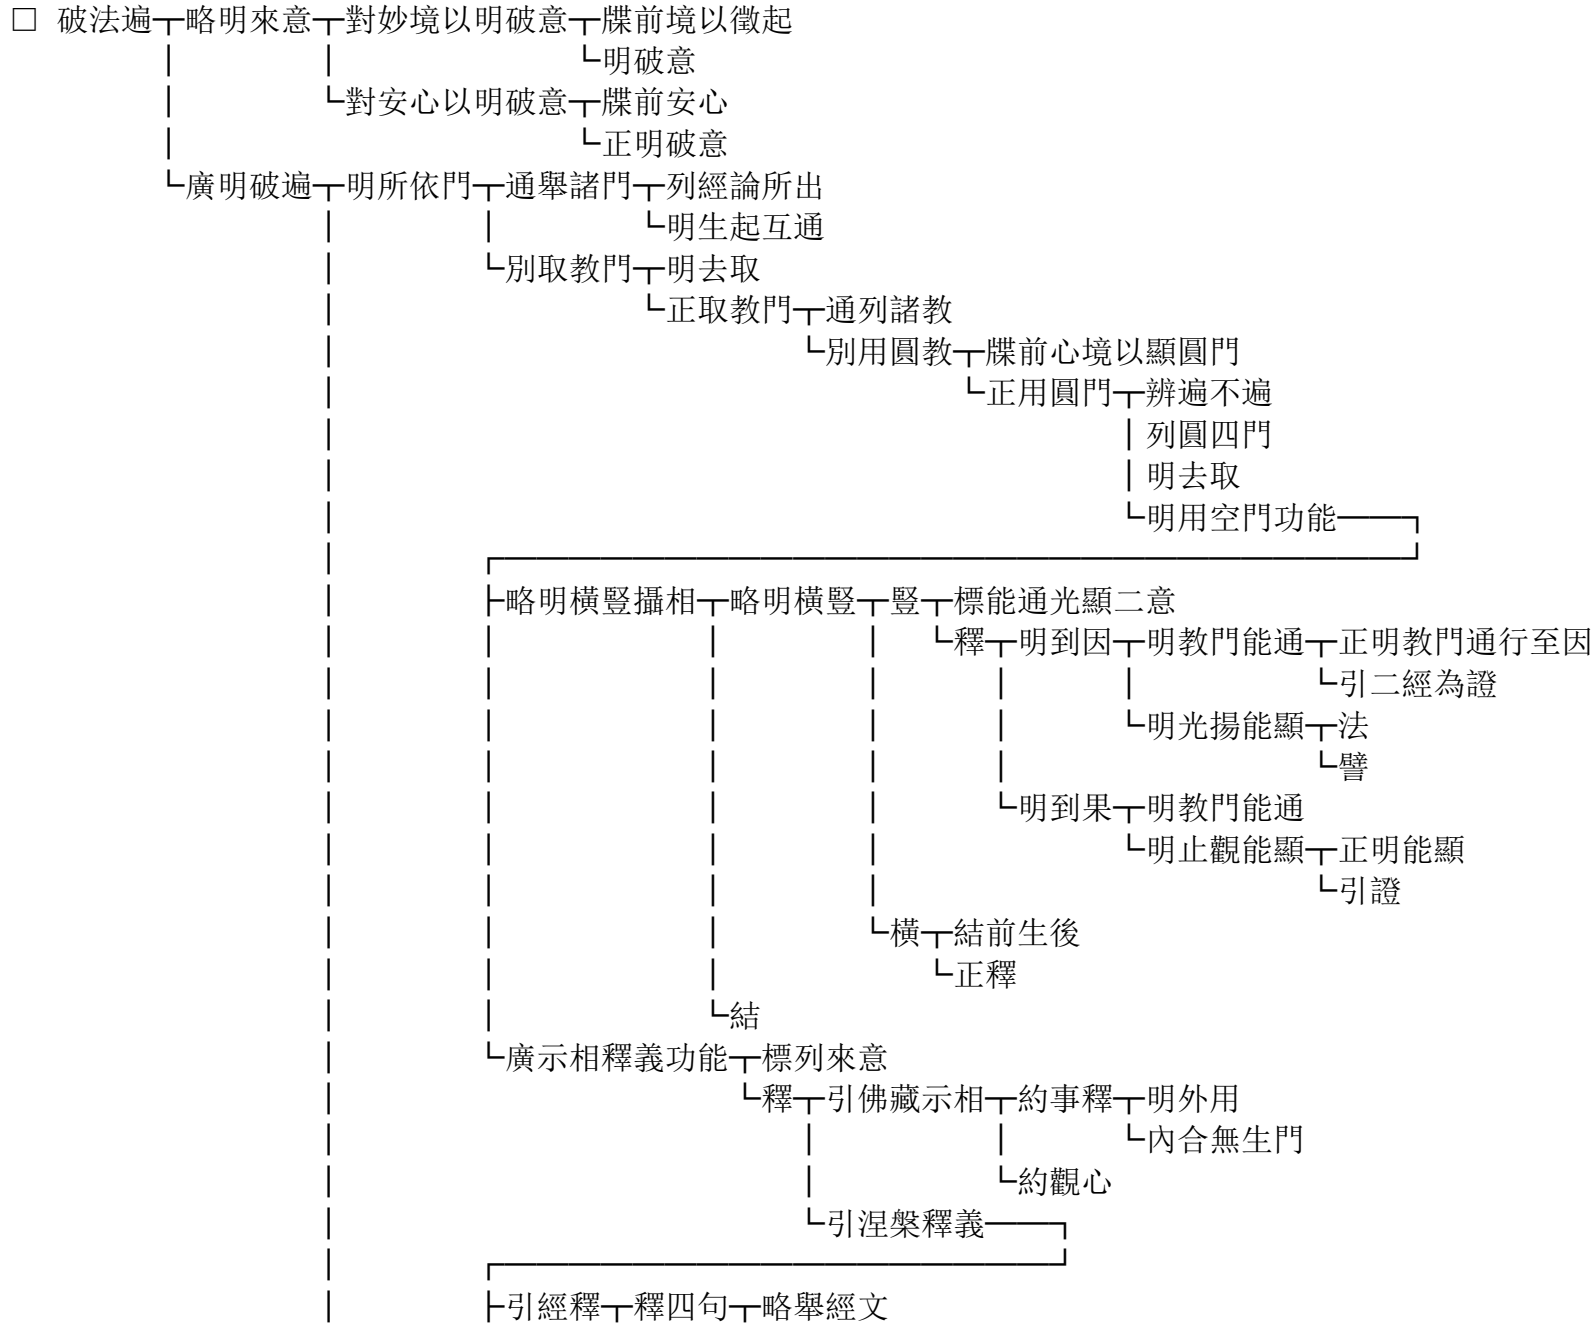 □ 破法遍┬略明來意┬對妙境以明破意┬牒前境以徵起
│ │ └明破意
│ └對安心以明破意┬牒前安心
│ └正明破意
└廣明破遍┬明所依門┬通舉諸門┬列經論所出
│ │ └明生起互通
│ └別取教門┬明去取
│ └正取教門┬通列諸教
│ └別用圓教┬牒前心境以顯圓門
│ └正用圓門┬辨遍不遍
│ │列圓四門
│ │明去取
│ └明用空門功能──┐
│ ┌────────────────────────────┘
│ ├略明橫豎攝相┬略明橫豎┬豎┬標能通光顯二意
│ │ │ │ └釋┬明到因┬明教門能通┬正明教門通行至因
│ │ │ │ │ │ └引二經為證
│ │ │ │ │ └明光揚能顯┬法
│ │ │ │ │ └譬
│ │ │ │ └明到果┬明教門能通
│ │ │ │ └明止觀能顯┬正明能顯
│ │ │ │ └引證
│ │ │ └橫┬結前生後
│ │ │ └正釋
│ │ └結
│ └廣示相釋義功能┬標列來意
│ └釋┬引佛藏示相┬約事釋┬明外用
│ │ │ └內合無生門
│ │ └約觀心
│ └引涅槃釋義──┐
│ ┌─────────────────┘
│ ├引經釋┬釋四句┬略舉經文